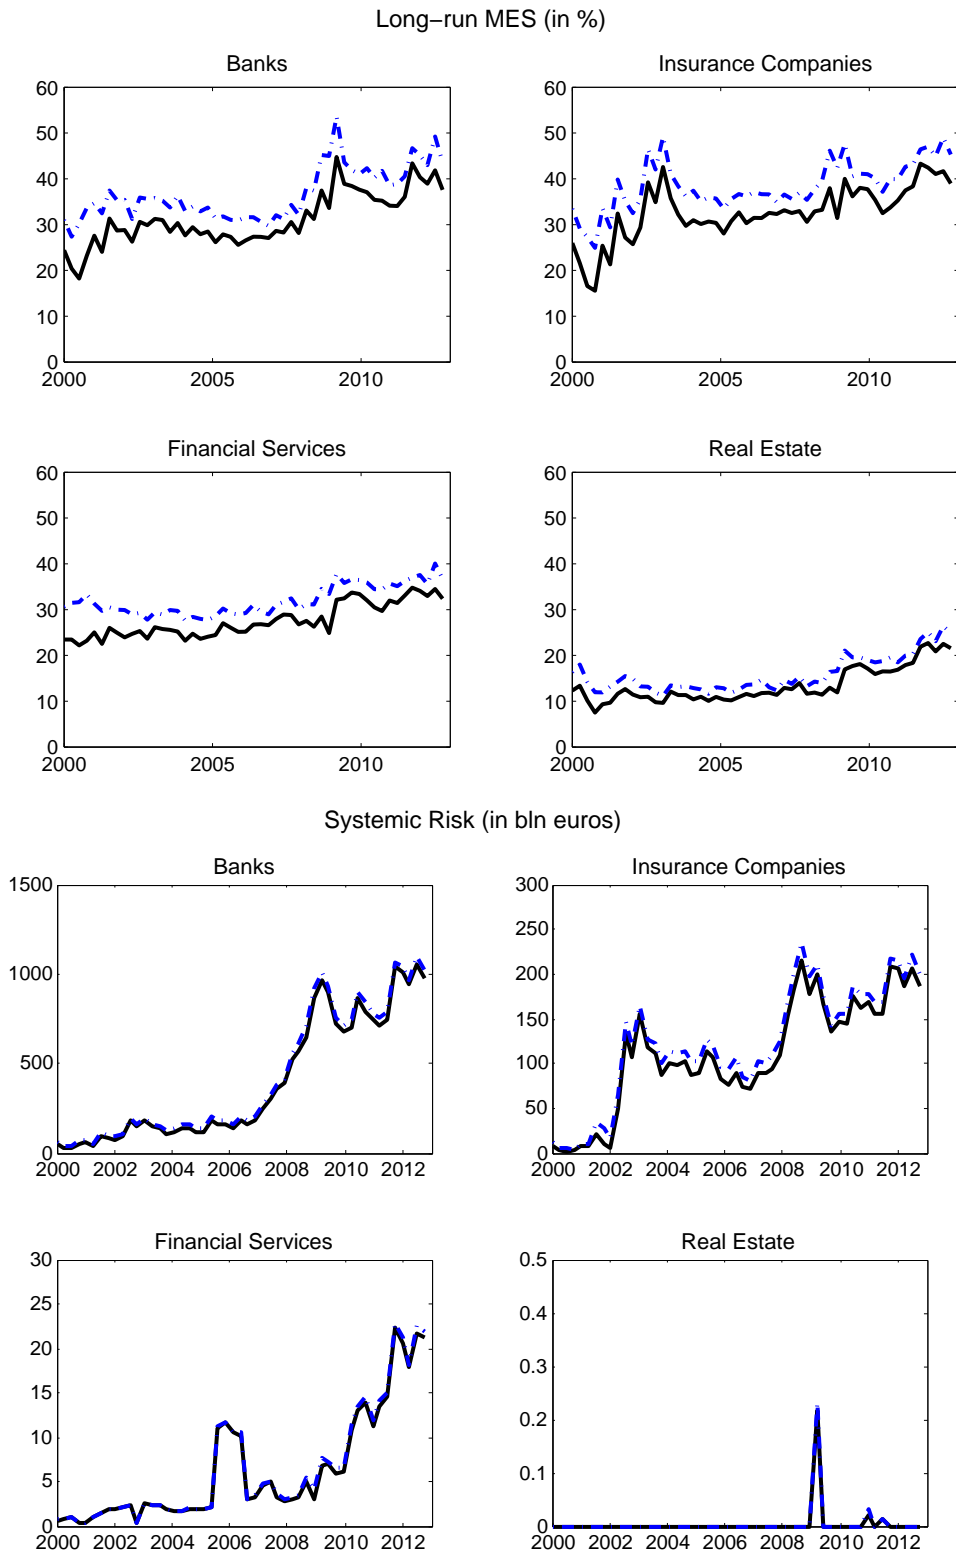 Long−run MES (in %)
Banks
Insurance Companies
60
50
40
30
20
10
0
2000 2005 2010
60
50
40
30
20
10
0
2000 2005 2010
Financial Services
Real Estate
60
50
40
30
20
10
0
2000 2005 2010
60
50
40
30
20
10
0
2000 2005 2010
Systemic Risk (in bln euros)
Banks
Insurance Companies
1500
1000
500
0
2000 2002 2004 2006 2008 2010 2012
300
250
200
150
100
50
0
2000 2002 2004 2006 2008 2010 2012
Financial Services
Real Estate
30
25
20
15
10
5
0
2000 2002 2004 2006 2008 2010 2012
0.5
0.4
0.3
0.2
0.1
0
2000 2002 2004 2006 2008 2010 2012